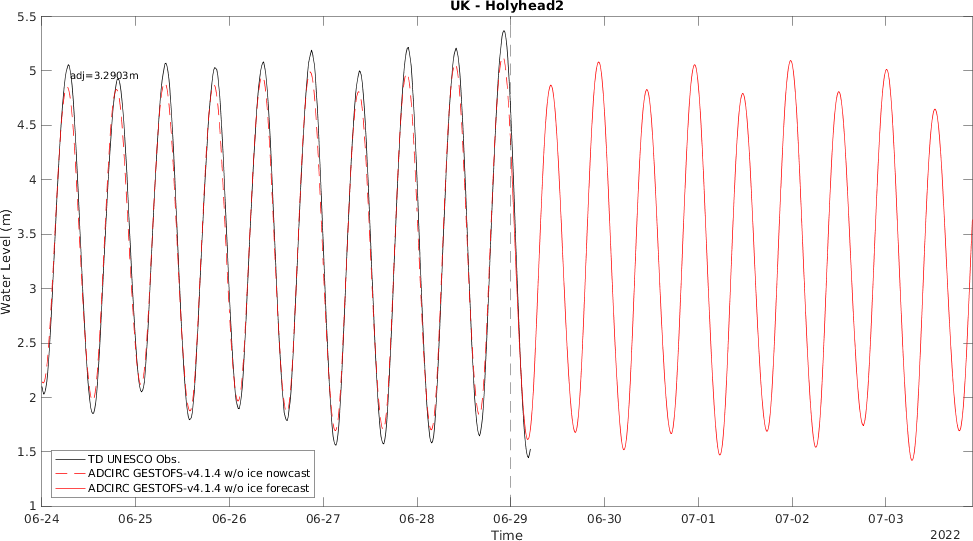 UK - Holyhead2
5.5
5
4.5
4
3.5
3
2.5
2
1.5
1
Water Level (m)
adj=3.2903m
TD UNESCO Obs.
ADCIRC GESTOFS-v4.1.4 w/o ice nowcast
ADCIRC GESTOFS-v4.1.4 w/o ice forecast
06-24 06-25 06-26 06-27 06-28 06-29 06-30 07-01 07-02 07-03
Time
2022